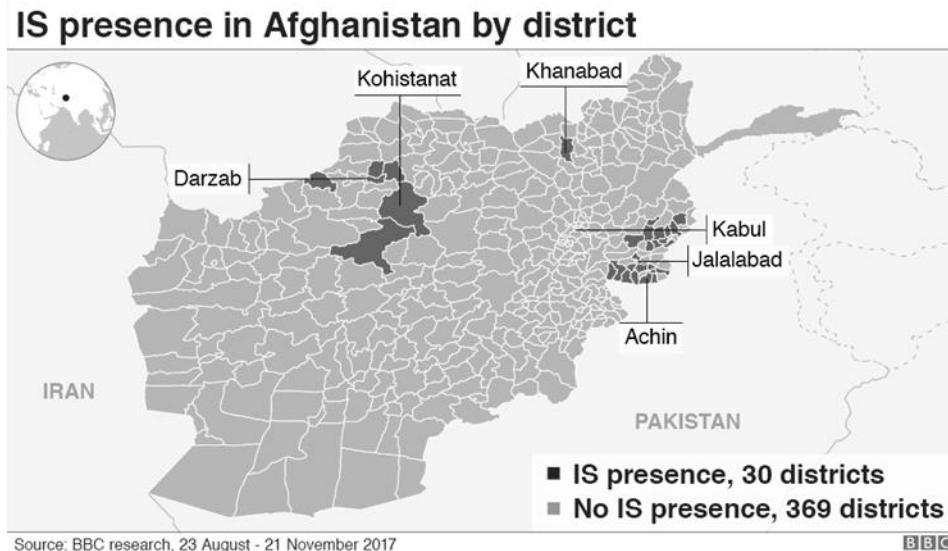 IS presence in Afghanistan by district
Kohistanat
Khanabad
Darzab
Kabul
Jalalabad
Achin
IRAN
PAKISTAN
IS presence, 30 districts
No IS presence, 369 districts
Source: BBC research, 23 August - 21 November 2017
BBC